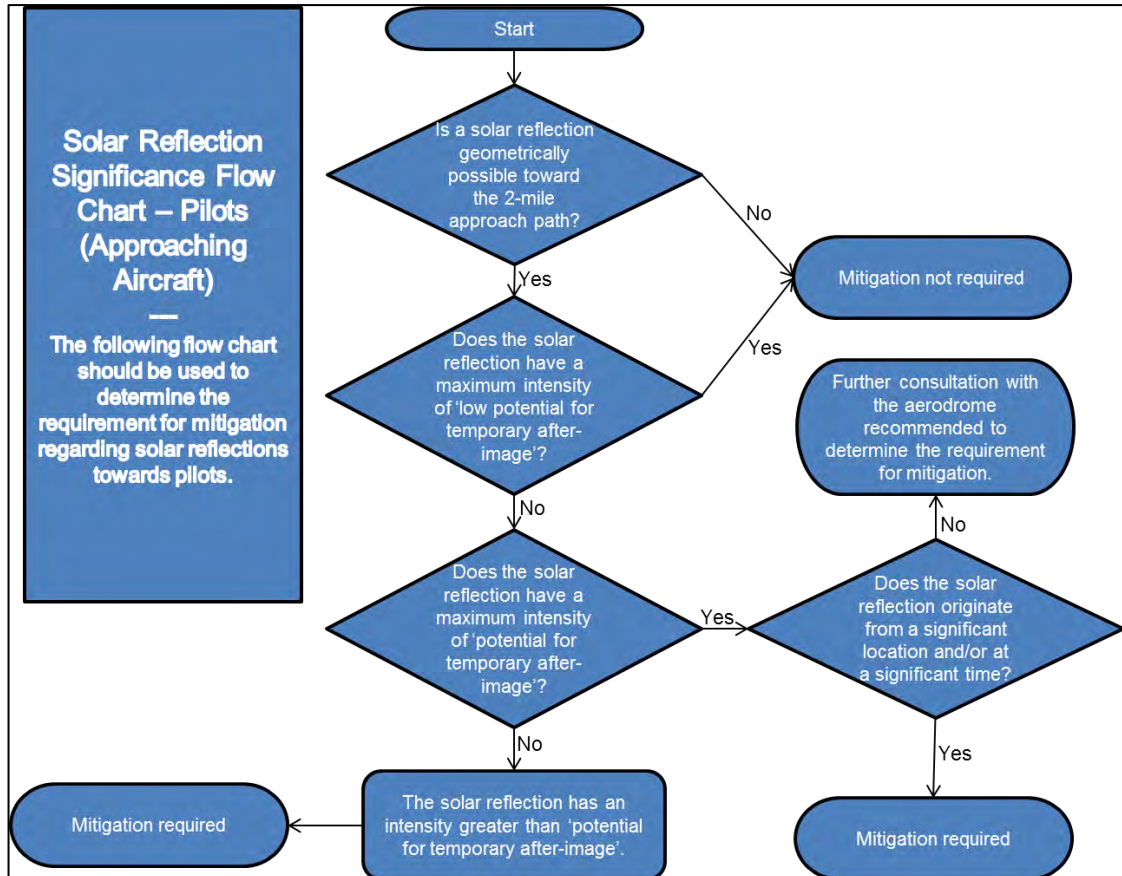 Solar Reflection
Significance Flow
Chart – Pilots
(Approaching
Aircraft)
---
The following flow chart
should be used to
determine the
requirement for mitigation
regarding solar reflections
towards pilots.
Start
Is a solar reflection
geometrically
possible toward
the 2-mile
approach path?
No
Yes
Mitigation not required
Does the solar
reflection have a
maximum intensity
of ‘low potential for
temporary after-
image’?
Yes
No
Further consultation with
the aerodrome
recommended to
determine the requirement
for mitigation.
No
Does the solar
reflection have a
maximum intensity
of ‘potential for
temporary after-
image’?
Yes
Does the solar
reflection originate
from a significant
location and/or at
a significant time?
No
Yes
Mitigation required
The solar reflection has an
intensity greater than ‘potential
for temporary after-image’.
Mitigation required